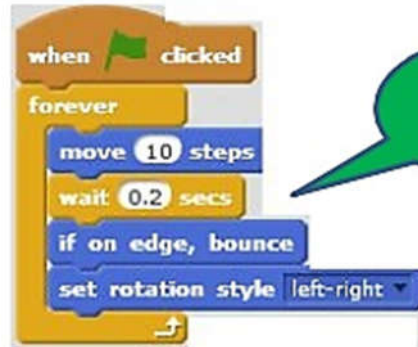 when clicked
forever
move 10 steps
wait 0.2 secs
if on edge, bounce
set rotation style left-right